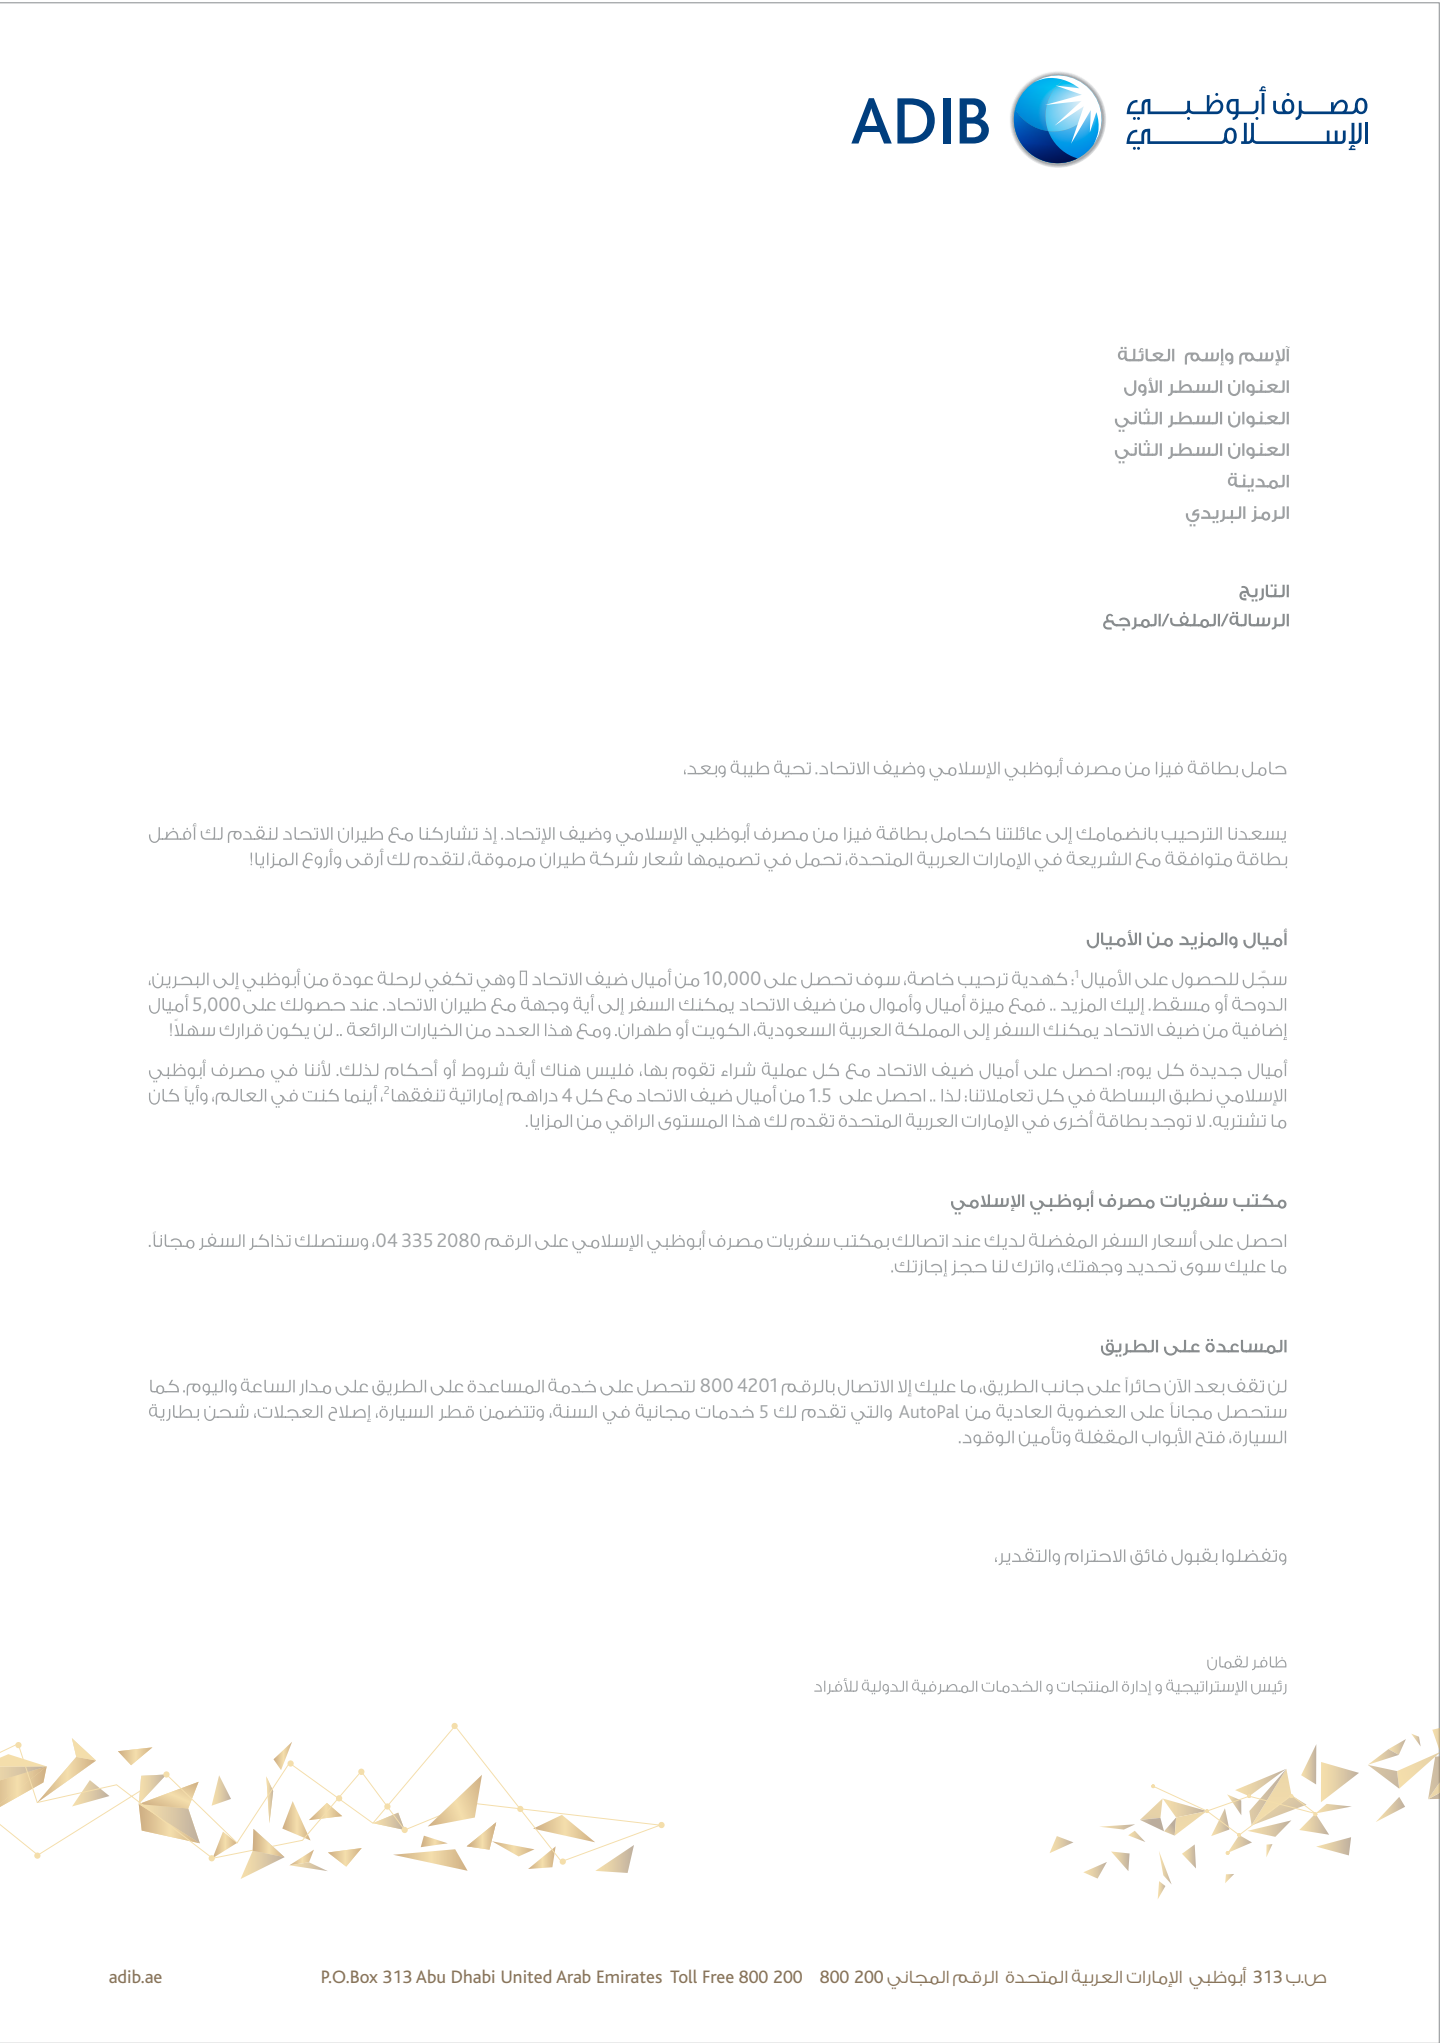 ADIB
مصرف أبوظبي
الإسلامي
ألإسم وإسم العائلة
العنوان السطر الأول
العنوان السطر الثاني
العنوان السطر الثاني
المدينة
الرمز البريدي
التاريخ
الرسالة/الملف/المرجع
حامل بطاقة فيزا من مصرف أبوظبي الإسلامي وضيف الاتحاد. تحية طيبة وبعد،
يسعدنا الترحيب بانضمامك إلى عائلتنا كحامل بطاقة فيزا من مصرف أبوظبي الإسلامي وضيف الإتحاد. إذ تشاركنا مع طيران الاتحاد لنقدم لك أفضل
بطاقة متوافقة مع الشريعة في الإمارات العربية المتحدة، تحمل في تصميمها شعار شركة طيران مرموقة، لتقدم لك أرقى وأروع المزايا!
أميال والمزيد من الأميال
سجّل للحصول على الأميال¹: كهدية ترحيب خاصة، سوف تحصل على 10,000 من أميال ضيف الاتحاد ▯ وهي تكفي لرحلة عودة من أبوظبي إلى البحرين،
الدوحة أو مسقط. إليك المزيد .. فمع ميزة أميال وأموال من ضيف الاتحاد يمكنك السفر إلى أية وجهة مع طيران الاتحاد. عند حصولك على 5,000 أميال
إضافية من ضيف الاتحاد يمكنك السفر إلى المملكة العربية السعودية، الكويت أو طهران. ومع هذا العدد من الخيارات الرائعة .. لن يكون قرارك سهلاً!
أميال جديدة كل يوم: احصل على أميال ضيف الاتحاد مع كل عملية شراء تقوم بها، فليس هناك أية شروط أو أحكام لذلك. لأننا في مصرف أبوظبي
الإسلامي نطبق البساطة في كل تعاملاتنا: لذا .. احصل على 1.5 من أميال ضيف الاتحاد مع كل 4 دراهم إماراتية تنفقها²، أينما كنت في العالم، وأياً كان
ما تشتريه. لا توجد بطاقة أخرى في الإمارات العربية المتحدة تقدم لك هذا المستوى الراقي من المزايا.
مكتب سفريات مصرف أبوظبي الإسلامي
احصل على أسعار السفر المفضلة لديك عند اتصالك بمكتب سفريات مصرف أبوظبي الإسلامي على الرقم 2080 335 04، وستصلك تذاكر السفر مجاناً.
ما عليك سوى تحديد وجهتك، واترك لنا حجز إجازتك.
المساعدة على الطريق
لن تقف بعد الآن حائراً على جانب الطريق، ما عليك إلا الاتصال بالرقم 4201 800 لتحصل على خدمة المساعدة على الطريق على مدار الساعة واليوم. كما
ستحصل مجاناً على العضوية العادية من AutoPal والتي تقدم لك 5 خدمات مجانية في السنة، وتتضمن قطر السيارة، إصلاح العجلات، شحن بطارية
السيارة، فتح الأبواب المقفلة وتأمين الوقود.
وتفضلوا بقبول فائق الاحترام والتقدير،
ظافر لقمان
رئيس الإستراتيجية و إدارة المنتجات و الخدمات المصرفية الدولية للأفراد
ص.ب 313 أبوظبي الإمارات العربية المتحدة الرقم المجاني 200 800
P.O.Box 313 Abu Dhabi United Arab Emirates Toll Free 800 200
adib.ae